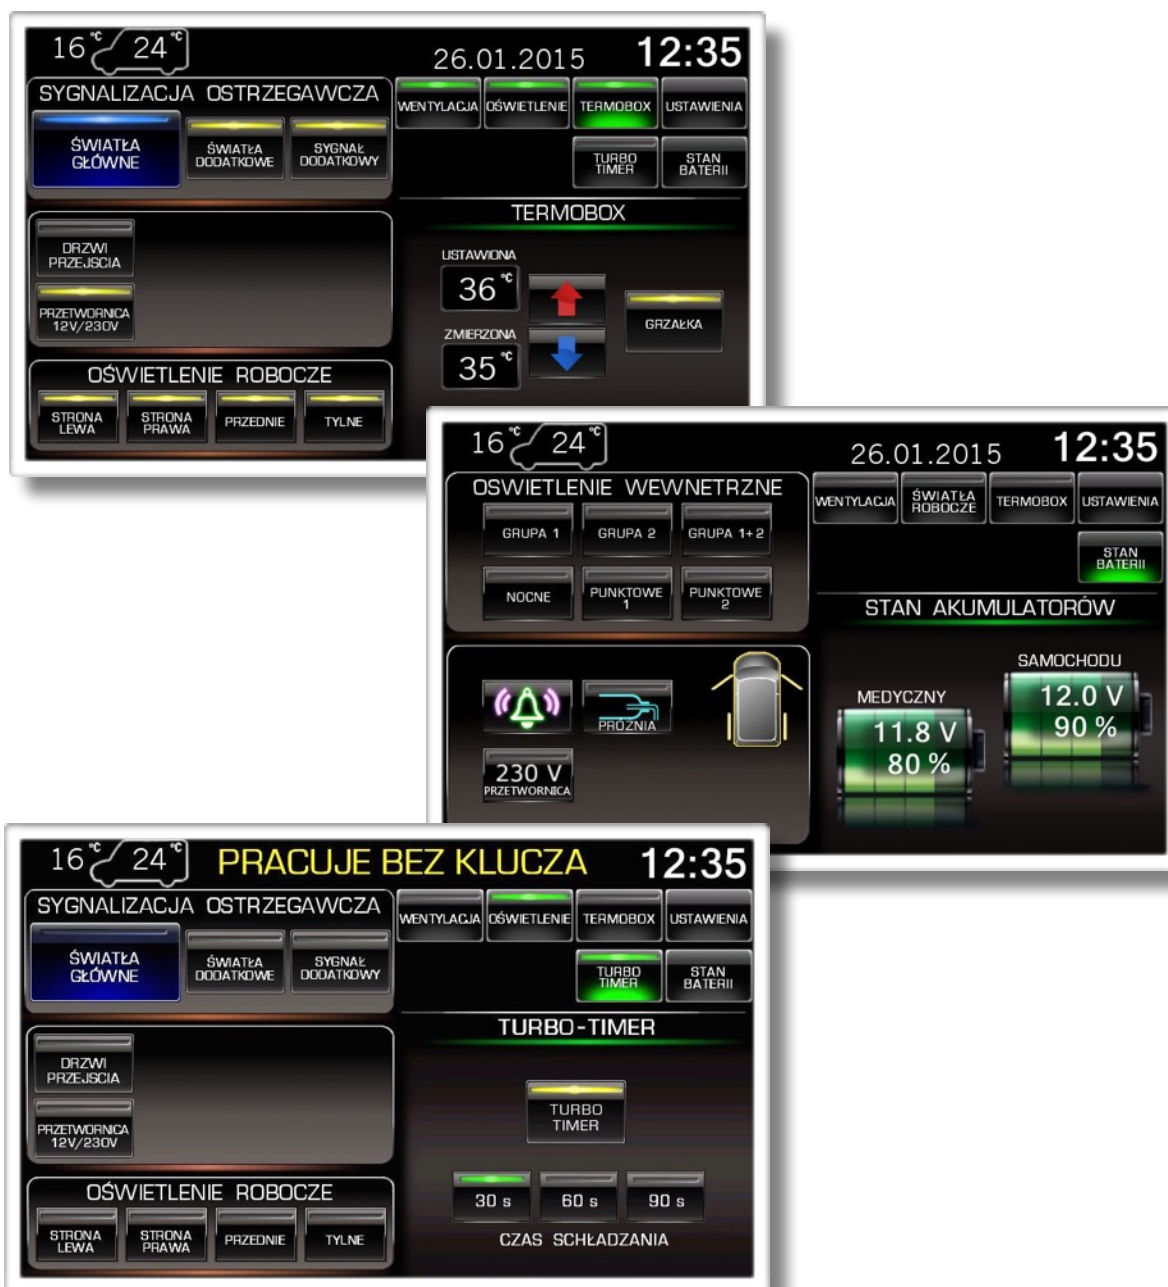 16 °C 24 °C
26.01.2015 12:35
SYGNALIZACJA OSTRZEGAWCZA
ŚWIATŁA
GŁÓWNE
ŚWIATŁA
DODATKOWE
SYGNAŁ
DODATKOWY
WENTYLACJA OŚWIETLENIE TERMOBOX USTAWIENIA
TURBO
TIMER
STAN
BATERII
DRZWI
PRZEJSCIA
PRZETWORNICA
12V/230V
TERMOBOX
USTAWIONA
36 °C
ZMIERZONA
35 °C
GRZAŁKA
OŚWIETLENIE ROBOCZE
STRONA
LEWA
STRONA
PRAWA
PRZEDNIE
TYLNE
16 °C 24 °C
26.01.2015 12:35
OSWIETLENIE WEWNETRZNE
GRUPA 1 GRUPA 2 GRUPA 1+2
NOCNE
PUNKTOWE
1
PUNKTOWE
2
WENTYLACJA
ŚWIATŁA
ROBOCZE
TERMOBOX
USTAWIENIA
STAN
BATERII
PRÓŻNIA
230 V
PRZETWORNICA
STAN AKUMULATORÓW
MEDYCZNY
11.8 V
80 %
SAMOCHODU
12.0 V
90 %
16 °C 24 °C PRACUJE BEZ KLUCZA 12:35
SYGNALIZACJA OSTRZEGAWCZA
ŚWIATŁA
GŁÓWNE
ŚWIATŁA
DODATKOWE
SYGNAŁ
DODATKOWY
WENTYLACJA OŚWIETLENIE TERMOBOX USTAWIENIA
TURBO
TIMER
STAN
BATERII
DRZWI
PRZEJSCIA
PRZETWORNICA
12V/230V
TURBO-TIMER
TURBO
TIMER
30 s 60 s 90 s
CZAS SCHŁADZANIA
OŚWIETLENIE ROBOCZE
STRONA
LEWA
STRONA
PRAWA
PRZEDNIE
TYLNE